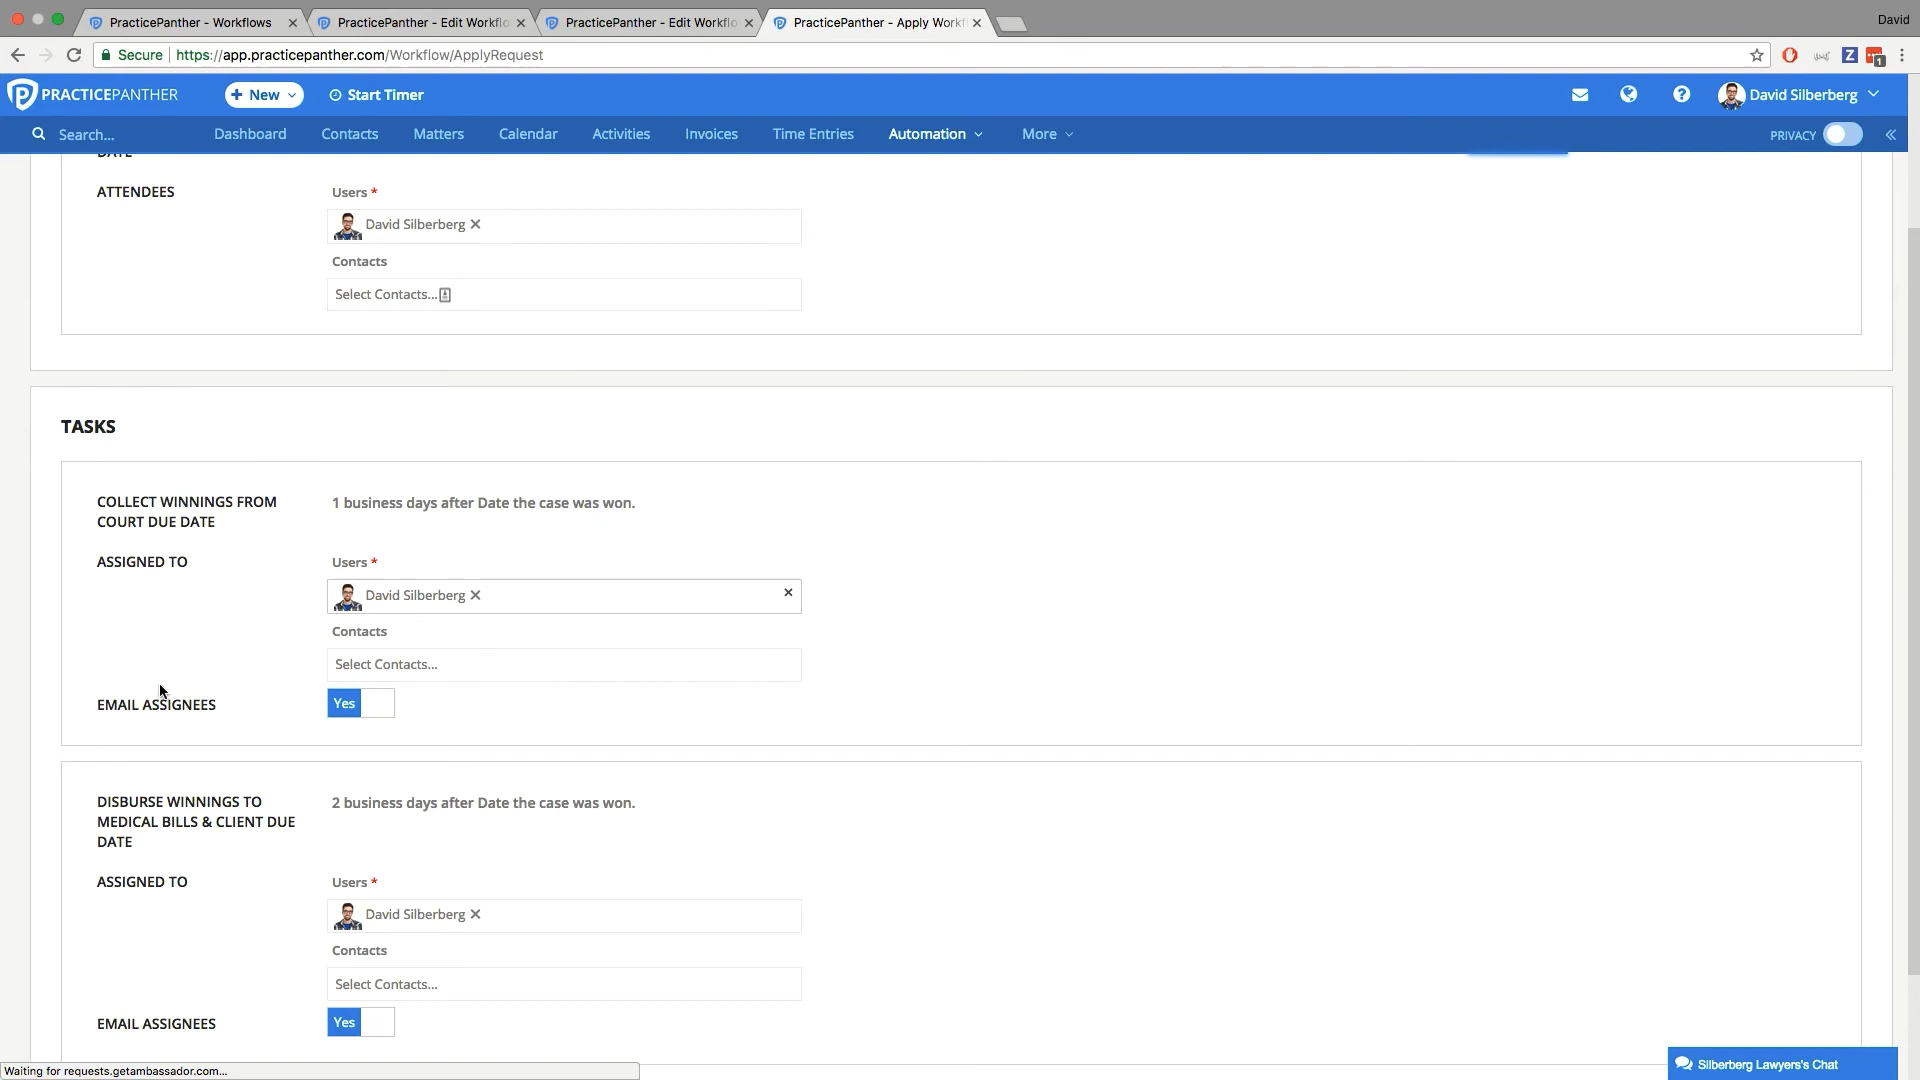 PracticePanther - Workflows
PracticePanther - Edit Workflo
PracticePanther - Edit Workflo
PracticePanther - Apply Workf
David
Secure
https://app.practicepanther.com/Workflow/ApplyRequest
1
PRACTICEPANTHER
New
Start Timer
David Silberberg
Search...
Dashboard
Contacts
Matters
Calendar
Activities
Invoices
Time Entries
Automation
More
PRIVACY
DATE
ATTENDEES
Users *
David Silberberg
Contacts
Select Contacts...
TASKS
COLLECT WINNINGS FROM
COURT DUE DATE
1 business days after Date the case was won.
ASSIGNED TO
Users *
David Silberberg
Contacts
Select Contacts...
EMAIL ASSIGNEES
Yes
DISBURSE WINNINGS TO
MEDICAL BILLS & CLIENT DUE
DATE
2 business days after Date the case was won.
ASSIGNED TO
Users *
David Silberberg
Contacts
Select Contacts...
EMAIL ASSIGNEES
Yes
Waiting for requests.getambassador.com...
Silberberg Lawyers's Chat